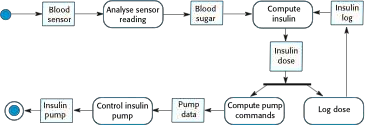 Blood
sensor
Analyse sensor
reading
Blood
sugar
Compute
insulin
Insulin
log
Insulin
dose
Insulin
pump
Control insulin
pump
Pump
data
Compute pump
commands
Log dose